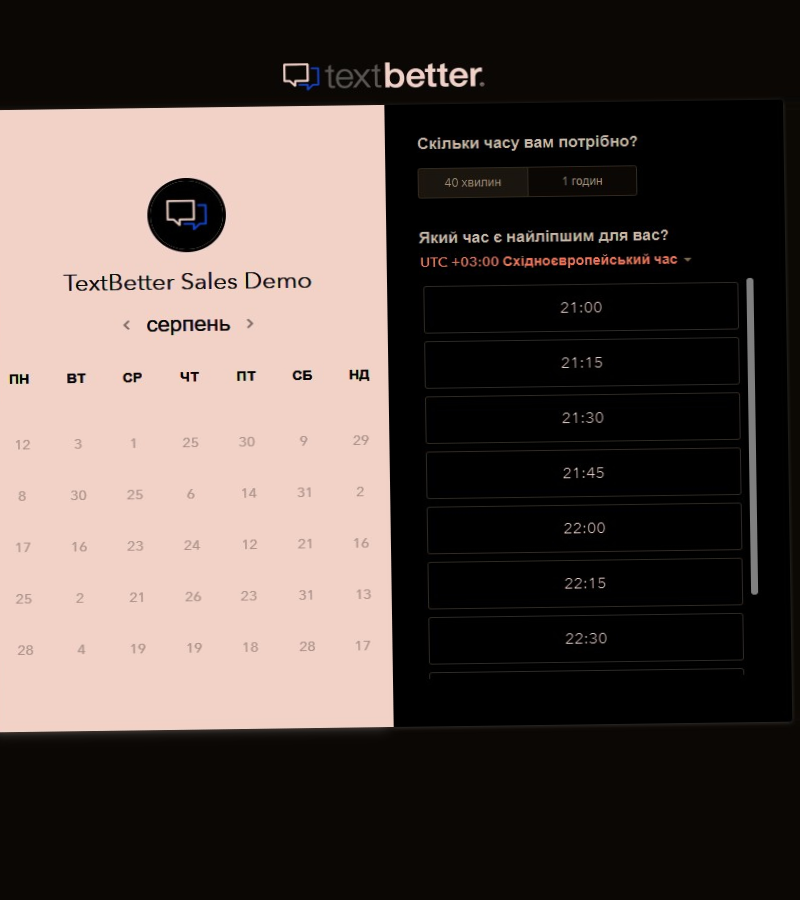 textbetter.
TextBetter Sales Demo
серпень
ПН ВТ СР ЧТ ПТ СБ НД
12 3 1 25 30 9 29
8 30 25 6 14 31 2
17 16 23 24 12 21 16
25 2 21 26 23 31 13
28 4 19 19 18 28 17
Скільки часу вам потрібно?
40 хвилин 1 годин
Який час є найліпшим для вас?
UTC +03:00 Східноєвропейський час
21:00
21:15
21:30
21:45
22:00
22:15
22:30